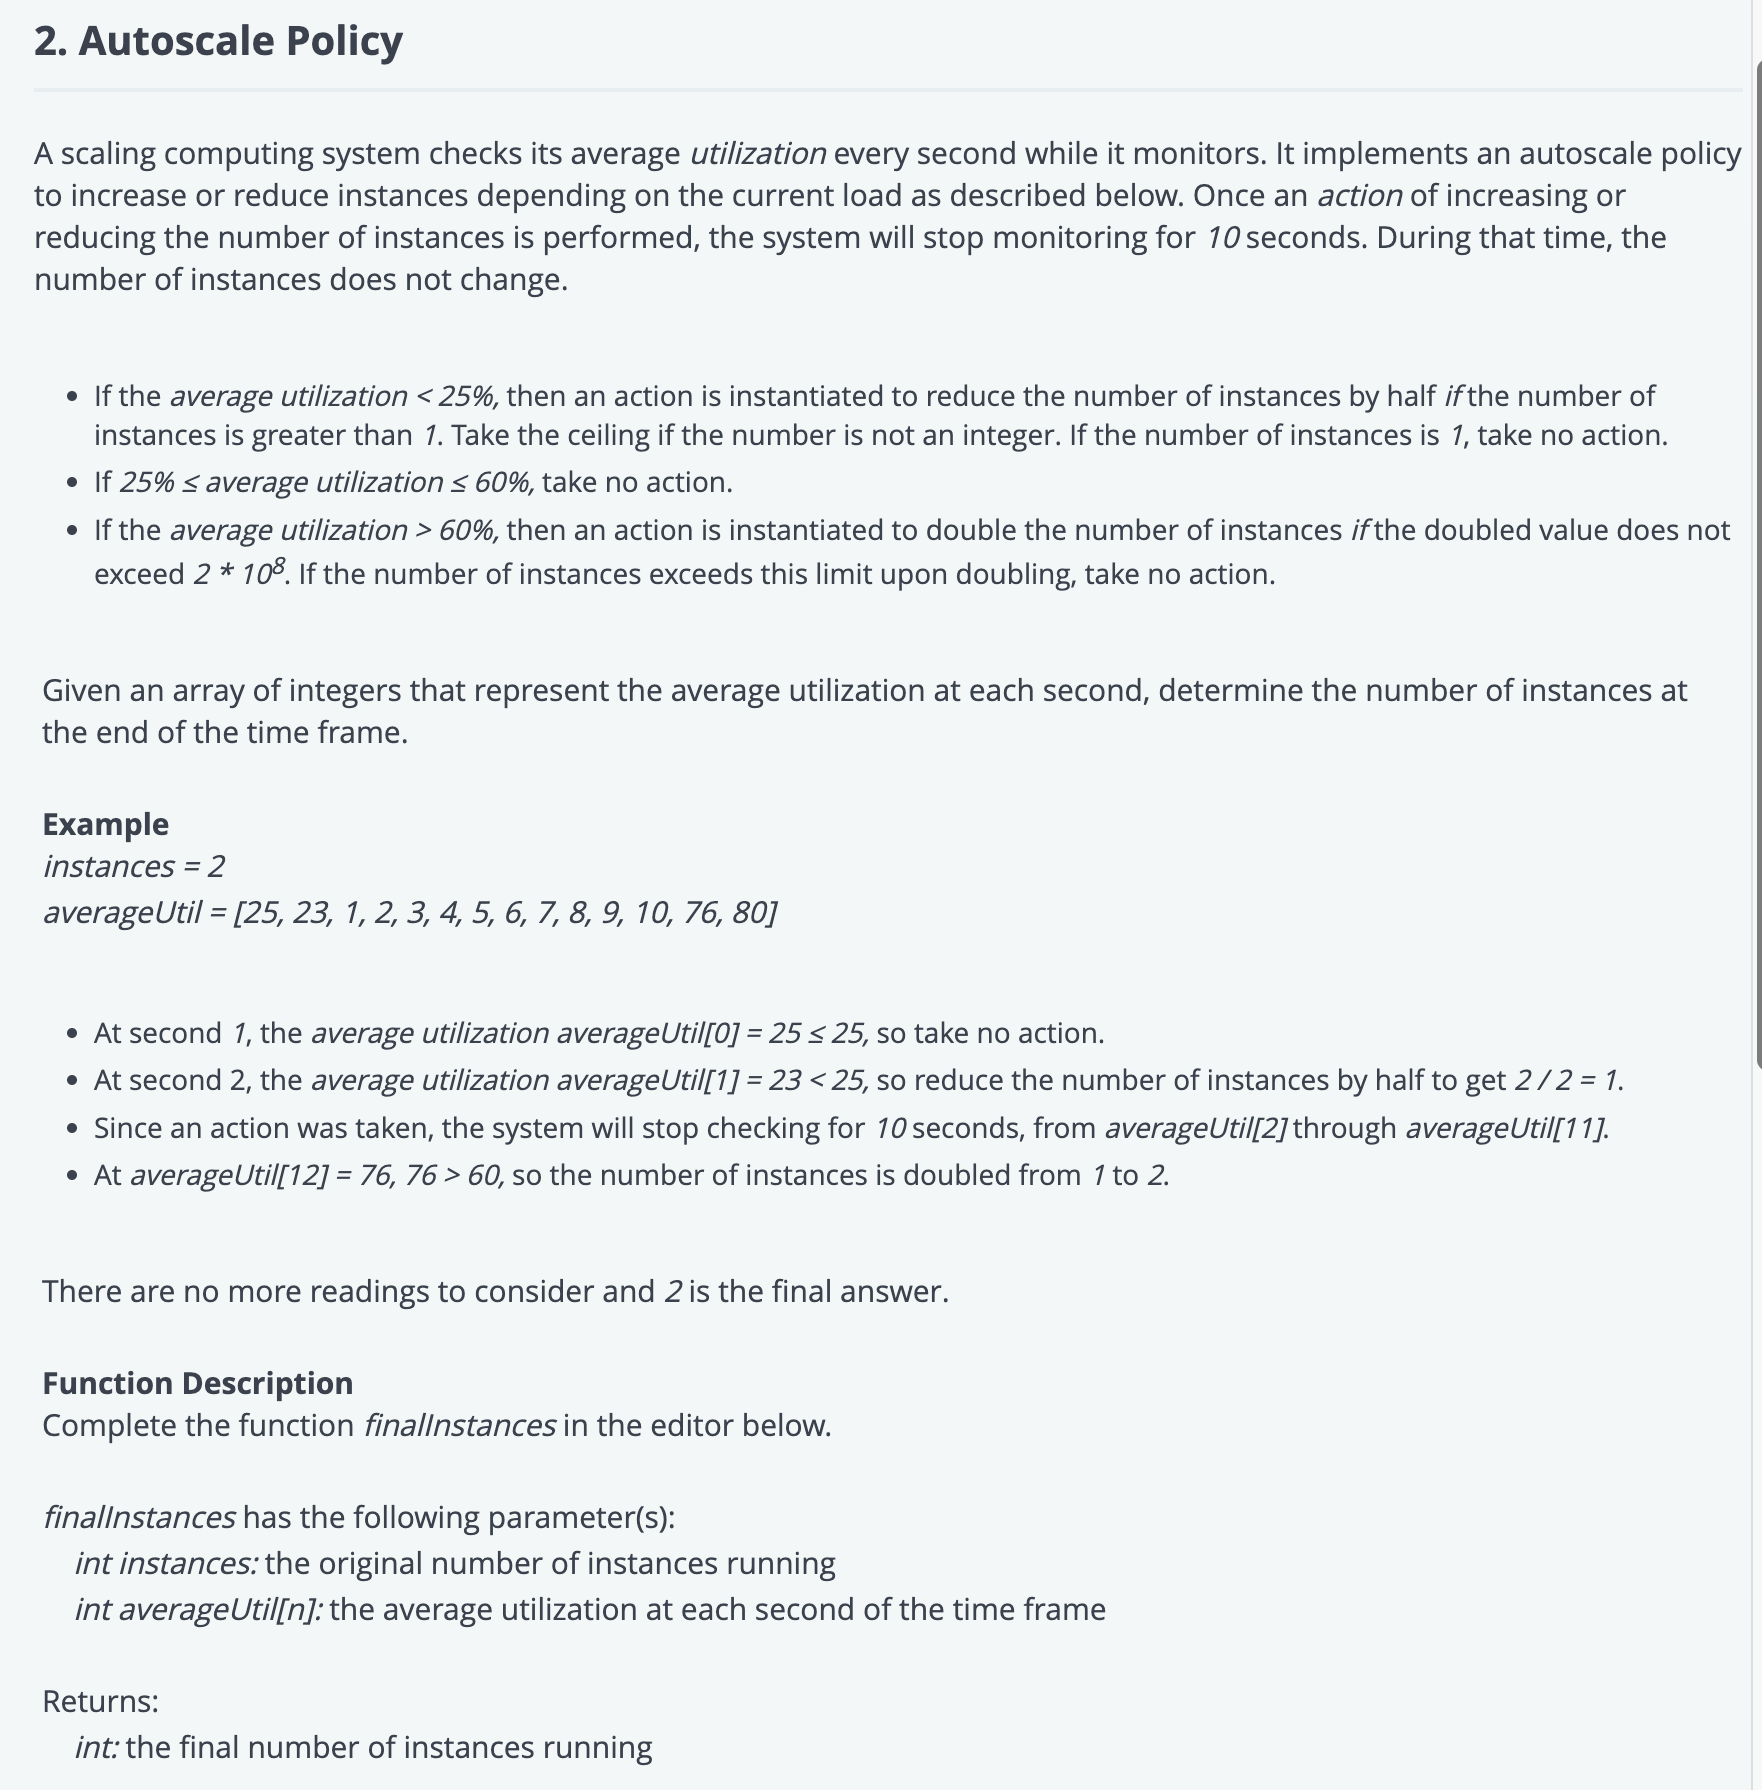 2. Autoscale Policy
A scaling computing system checks its average utilization every second while it monitors. It implements an autoscale policy
to increase or reduce instances depending on the current load as described below. Once an action of increasing or
reducing the number of instances is performed, the system will stop monitoring for 10 seconds. During that time, the
number of instances does not change.
• If the average utilization < 25%, then an action is instantiated to reduce the number of instances by half if the number of
instances is greater than 1. Take the ceiling if the number is not an integer. If the number of instances is 1, take no action.
• If 25% ≤ average utilization ≤ 60%, take no action.
• If the average utilization > 60%, then an action is instantiated to double the number of instances if the doubled value does not
exceed 2 * 10⁸. If the number of instances exceeds this limit upon doubling, take no action.
Given an array of integers that represent the average utilization at each second, determine the number of instances at
the end of the time frame.
Example
instances = 2
averageUtil = [25, 23, 1, 2, 3, 4, 5, 6, 7, 8, 9, 10, 76, 80]
• At second 1, the average utilization averageUtil[0] = 25 ≤ 25, so take no action.
• At second 2, the average utilization averageUtil[1] = 23 < 25, so reduce the number of instances by half to get 2 / 2 = 1.
• Since an action was taken, the system will stop checking for 10 seconds, from averageUtil[2] through averageUtil[11].
• At averageUtil[12] = 76, 76 > 60, so the number of instances is doubled from 1 to 2.
There are no more readings to consider and 2 is the final answer.
Function Description
Complete the function finalInstances in the editor below.
finalInstances has the following parameter(s):
int instances: the original number of instances running
int averageUtil[n]: the average utilization at each second of the time frame
Returns:
int: the final number of instances running